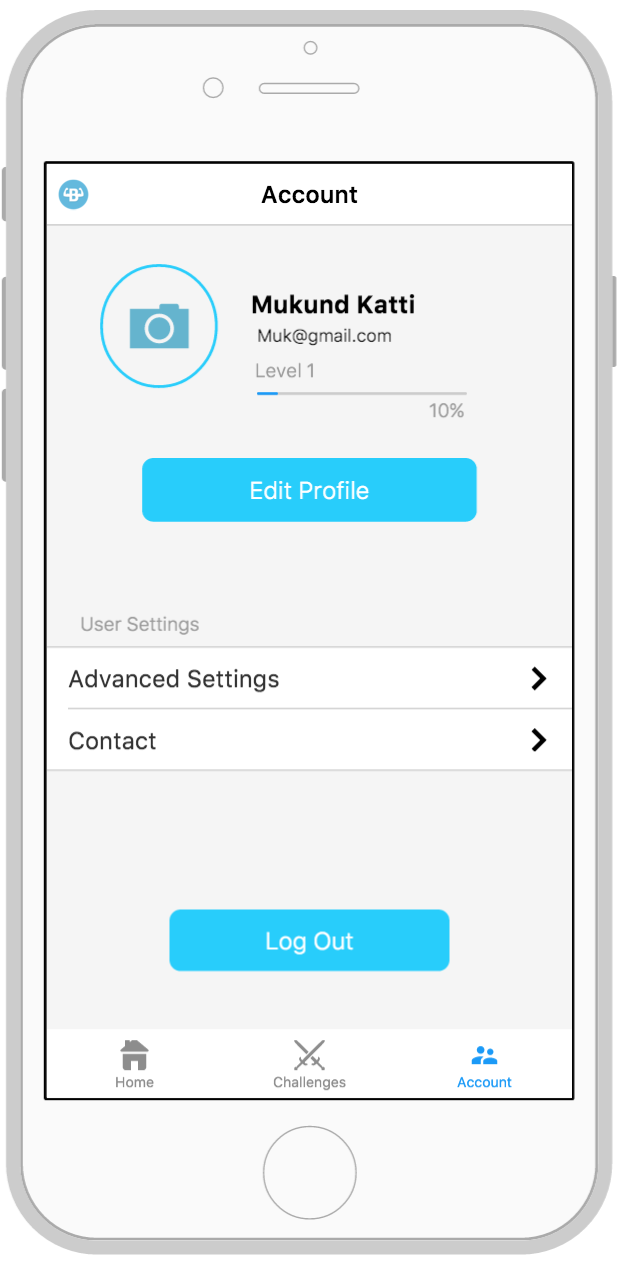 Account
Mukund Katti
Muk@gmail.com
Level 1
10%
Edit Profile
User Settings
Advanced Settings
Contact
Log Out
Home
Challenges
Account